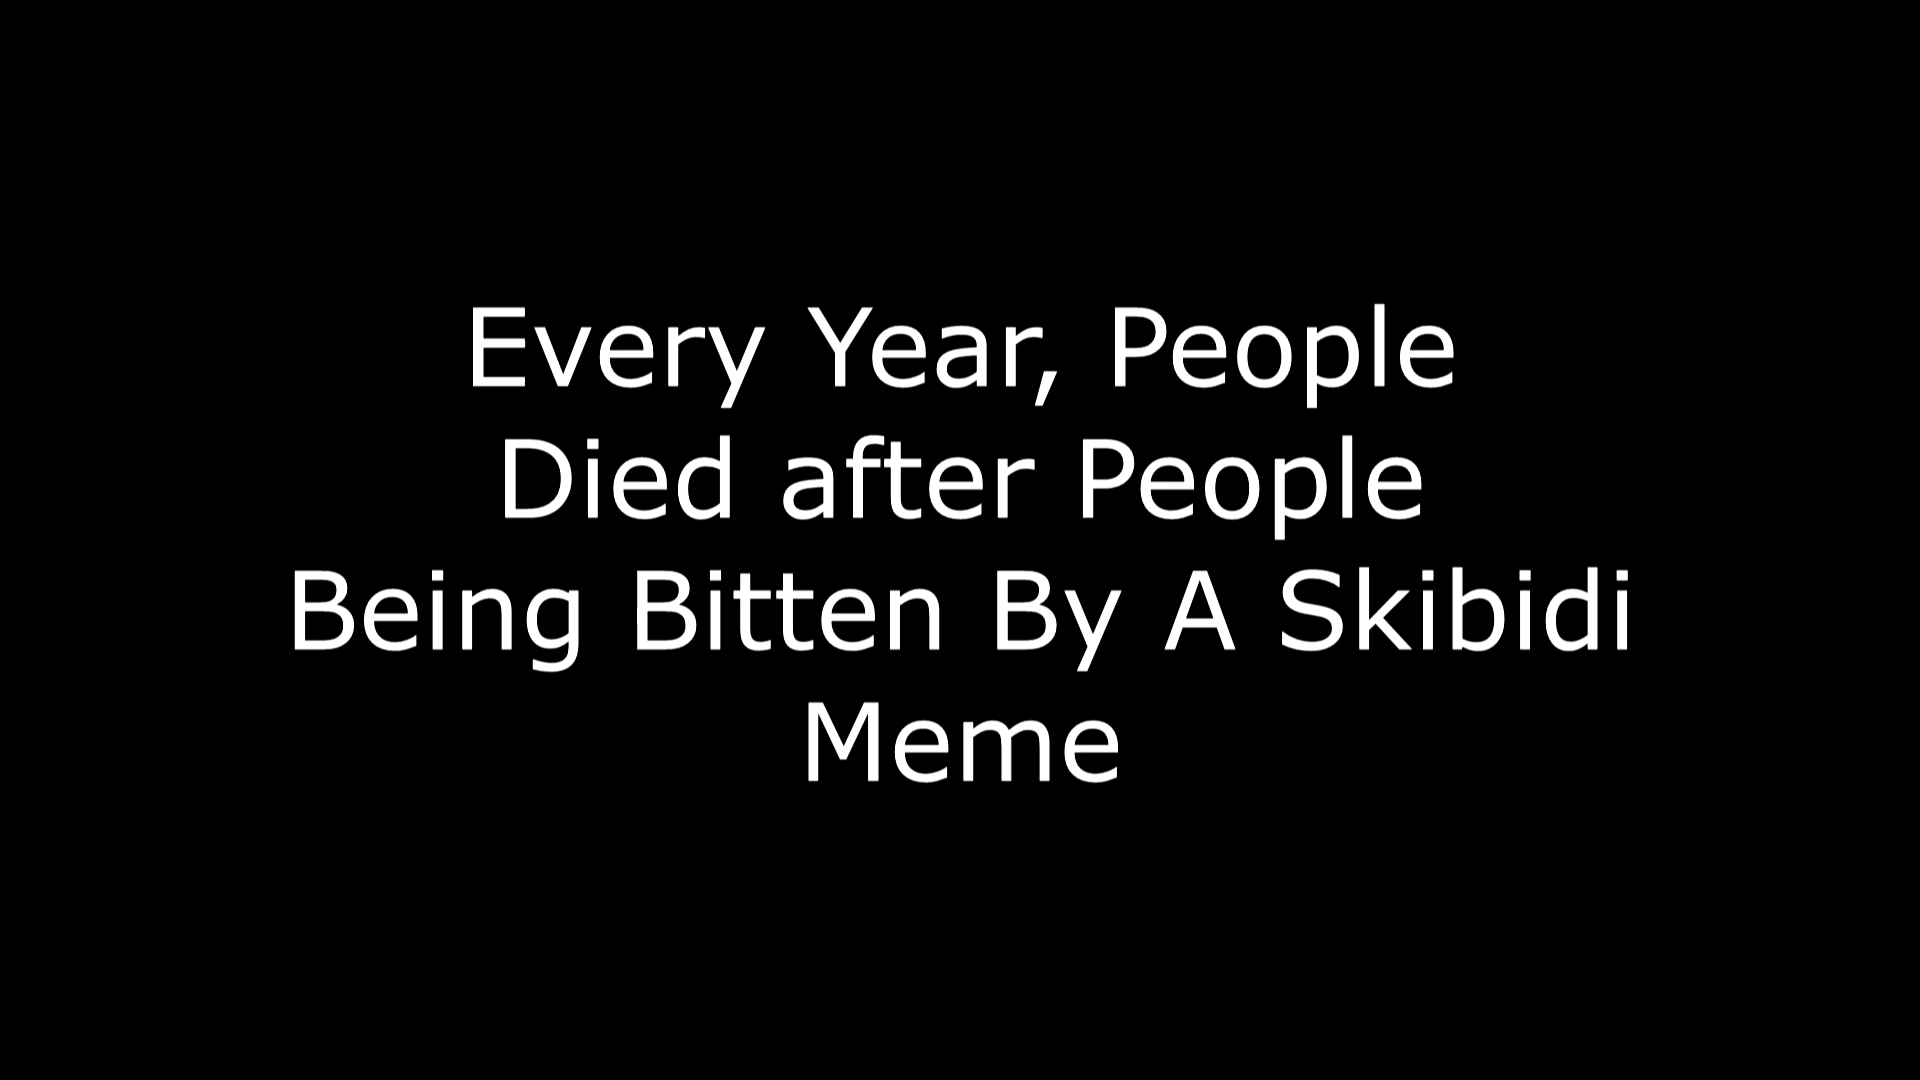 Every Year, People
Died after People
Being Bitten By A Skibidi
Meme